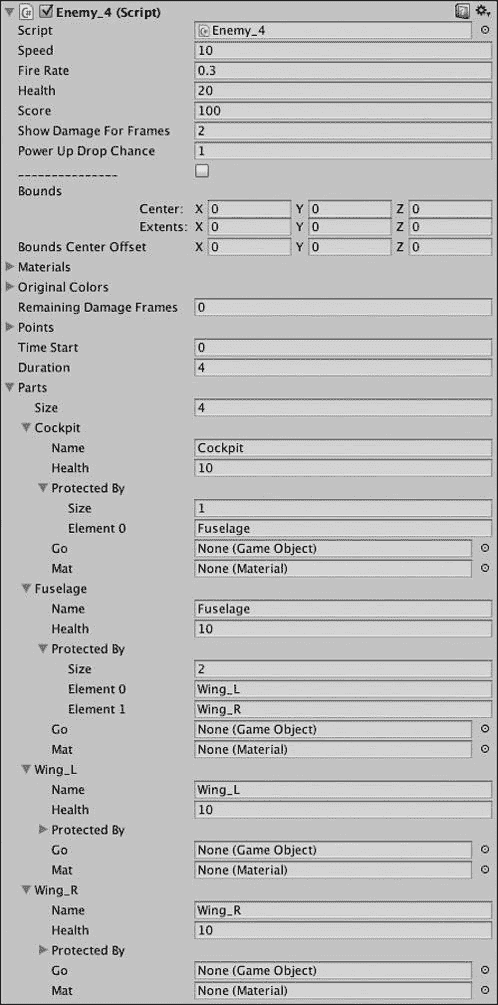 Enemy_4 (Script)
Script Enemy_4
Speed 10
Fire Rate 0.3
Health 20
Score 100
Show Damage For Frames 2
Power Up Drop Chance 1
_______________
Bounds
Center: X 0 Y 0 Z 0
Extents: X 0 Y 0 Z 0
Bounds Center Offset X 0 Y 0 Z 0
Materials
Original Colors
Remaining Damage Frames 0
Points
Time Start 0
Duration 4
Parts
Size 4
Cockpit
Name Cockpit
Health 10
Protected By
Size 1
Element 0 Fuselage
Go None (Game Object)
Mat None (Material)
Fuselage
Name Fuselage
Health 10
Protected By
Size 2
Element 0 Wing_L
Element 1 Wing_R
Go None (Game Object)
Mat None (Material)
Wing_L
Name Wing_L
Health 10
Protected By
Go None (Game Object)
Mat None (Material)
Wing_R
Name Wing_R
Health 10
Protected By
Go None (Game Object)
Mat None (Material)